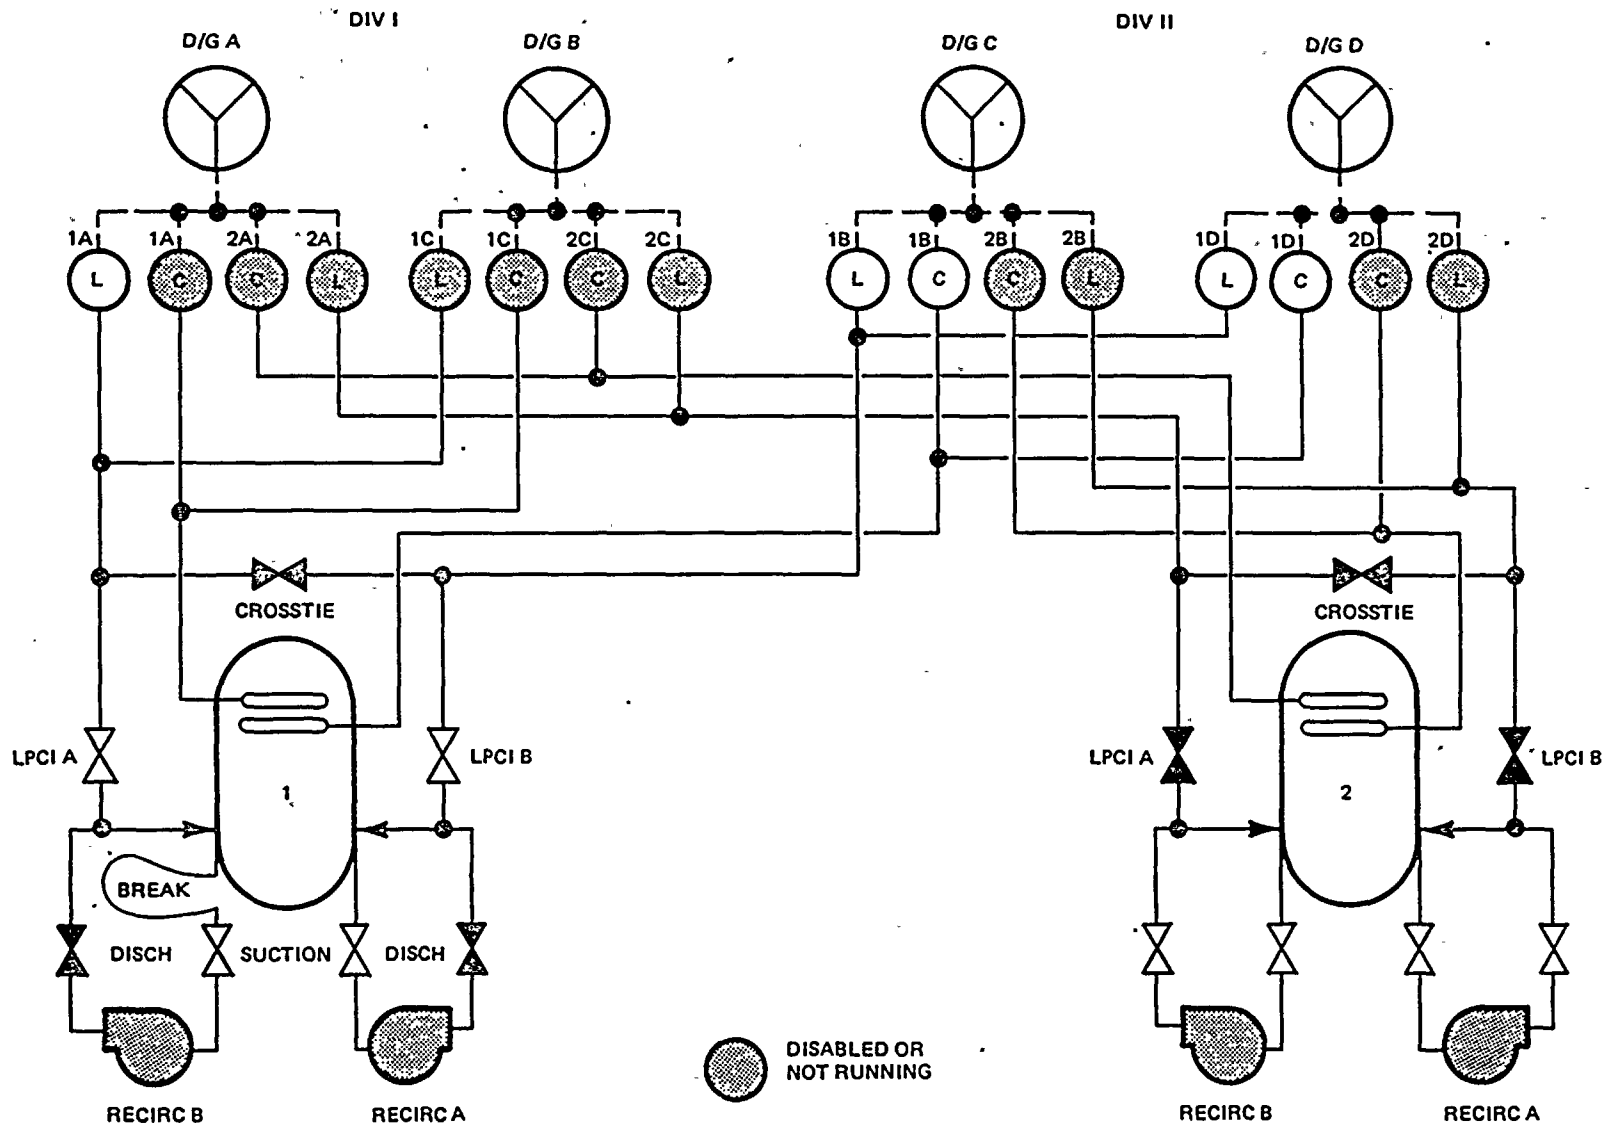 DIV I
DIV II
D/G A
D/G B
D/G C
D/G D
1A 1A 2A 2A
1C 1C 2C 2C
1B 1B 2B 2B
1D 1D 2D 2D
L C C L
L C C L
L C C L
L C C L
CROSSTIE
CROSSTIE
LPCI A
LPCI B
LPCI A
LPCI B
1
2
BREAK
DISCH
SUCTION
DISCH
DISABLED OR
NOT RUNNING
RECIRC B
RECIRC A
RECIRC B
RECIRC A